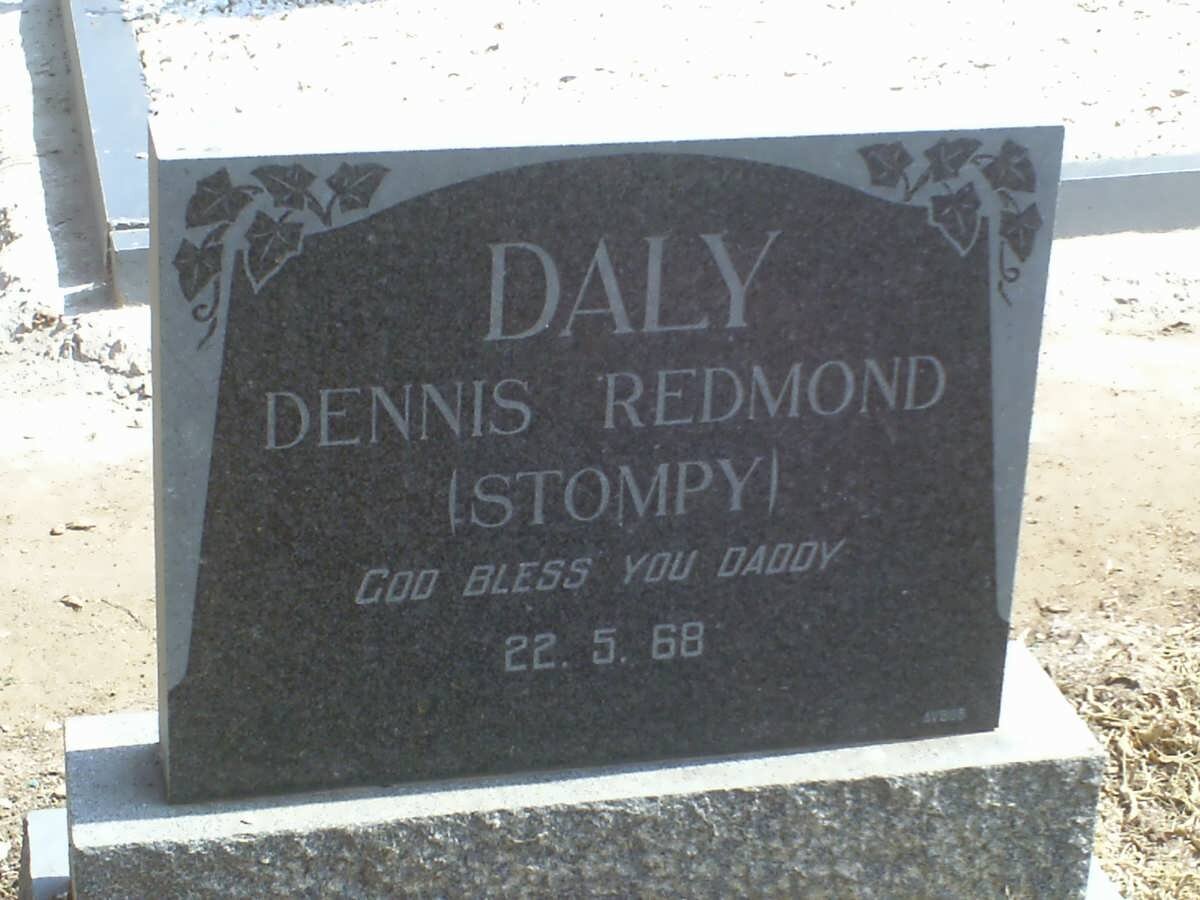 DALY
DENNIS REDMOND
(STOMPY)
GOD BLESS YOU DADDY
22. 5. 68